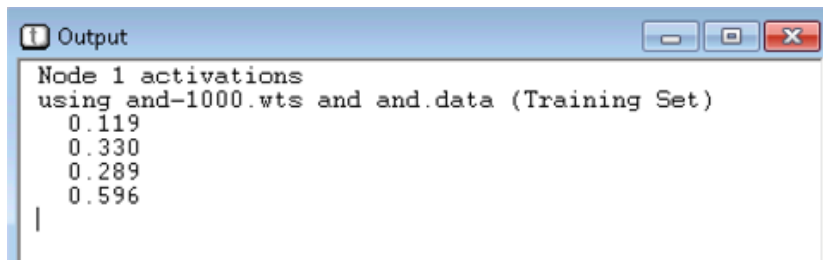 Output
Node 1 activations
using and-1000.wts and and.data (Training Set)
0.119
0.330
0.289
0.596